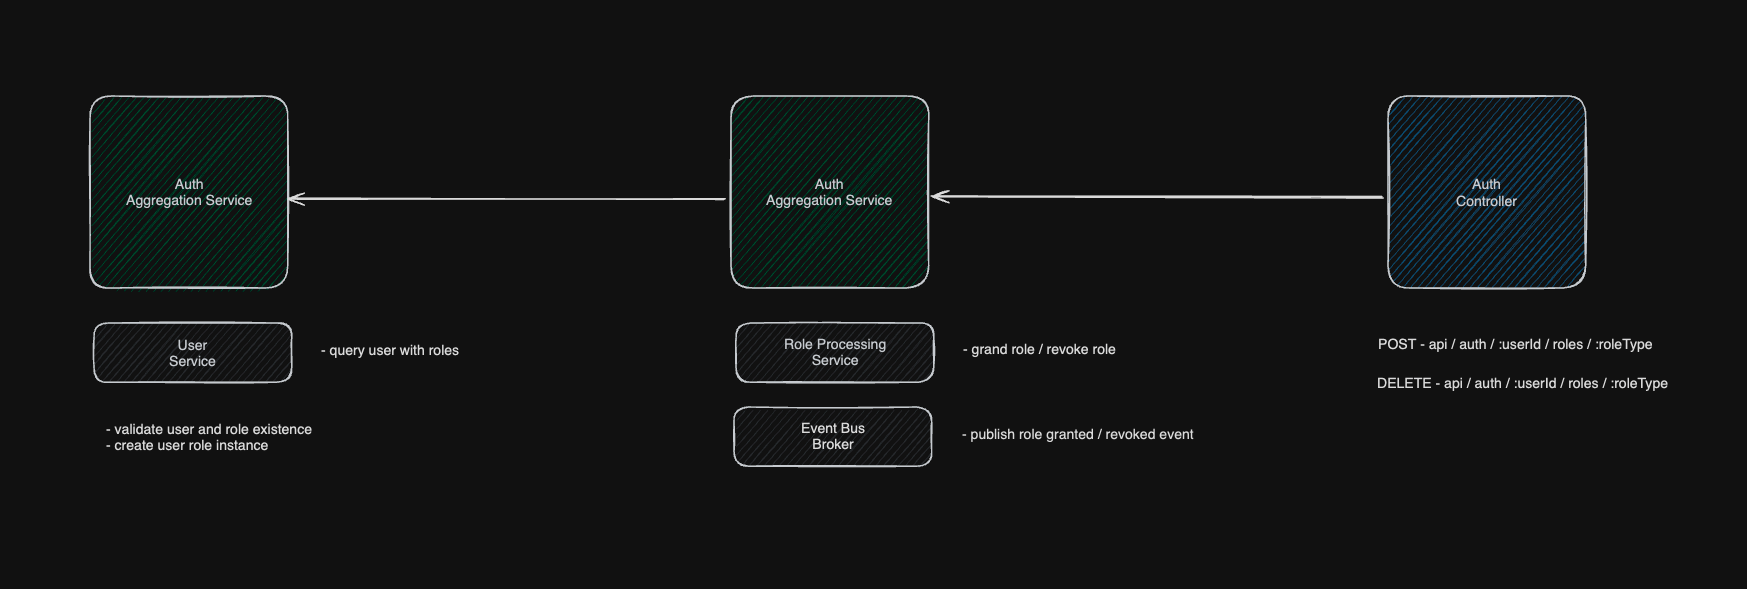 Auth
Aggregation Service
Auth
Aggregation Service
Auth
Controller
User
Service
- query user with roles
- validate user and role existence
- create user role instance
Role Processing
Service
- grand role / revoke role
Event Bus
Broker
- publish role granted / revoked event
POST - api / auth / :userId / roles / :roleType
DELETE - api / auth / :userId / roles / :roleType